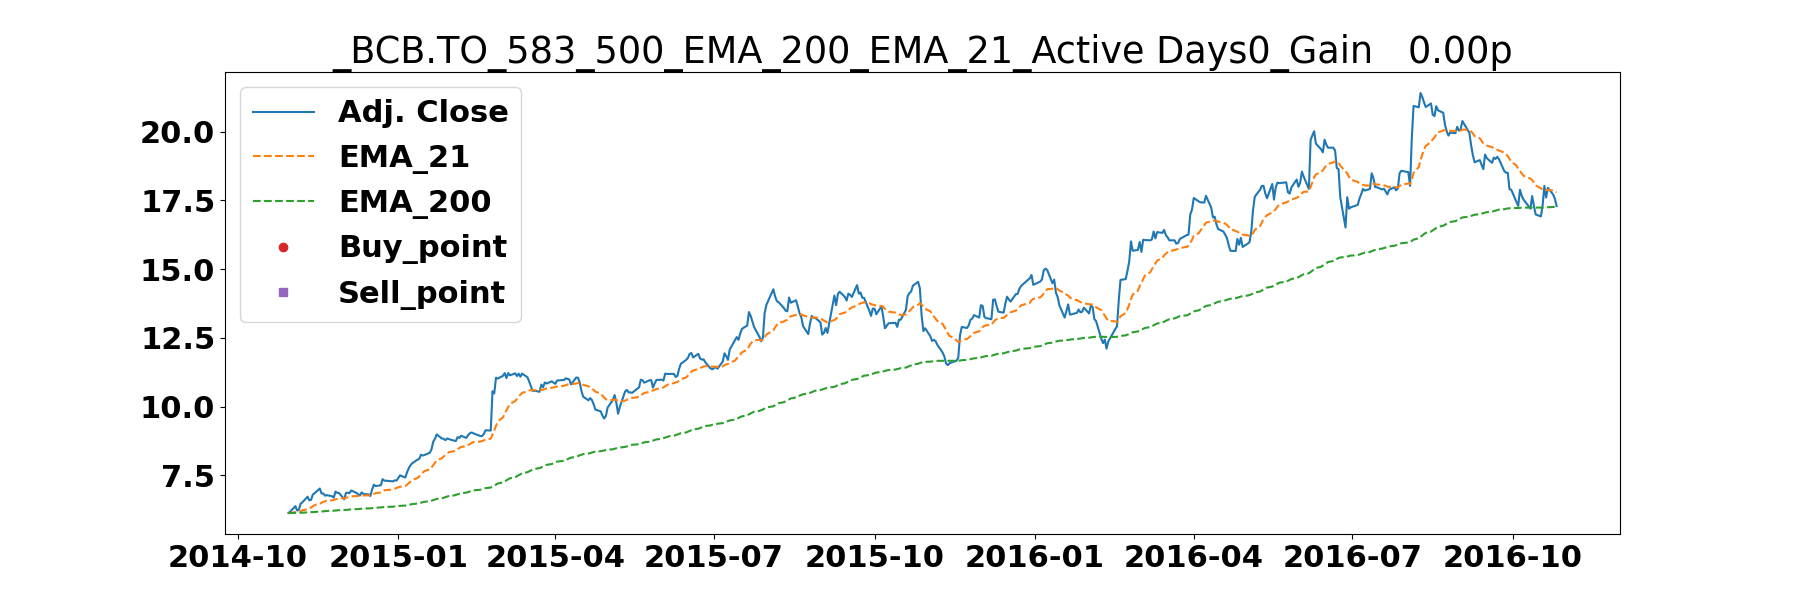 _BCB.TO_583_500_EMA_200_EMA_21_Active Days0_Gain   0.00p
Adj. Close
EMA_21
EMA_200
Buy_point
Sell_point
20.0
17.5
15.0
12.5
10.0
7.5
2014-10 2015-01 2015-04 2015-07 2015-10 2016-01 2016-04 2016-07 2016-10